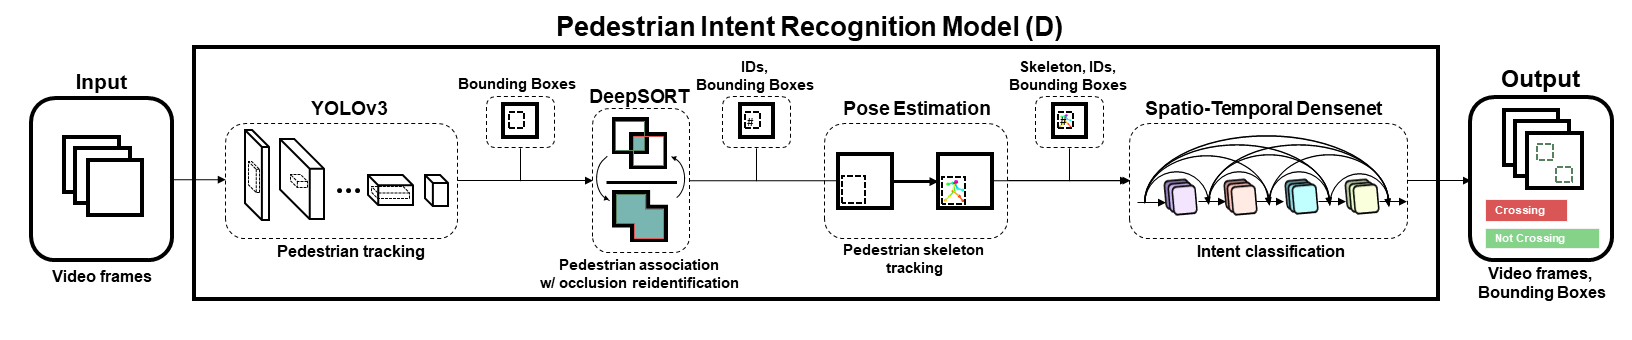 Pedestrian Intent Recognition Model (D)
Input
Video frames
YOLOv3
Pedestrian tracking
Bounding Boxes
DeepSORT
Pedestrian association
w/ occlusion reidentification
IDs,
Bounding Boxes
#
Pose Estimation
Pedestrian skeleton
tracking
Skeleton, IDs,
Bounding Boxes
#
Spatio-Temporal Densenet
Intent classification
Output
Crossing
Not Crossing
Video frames,
Bounding Boxes